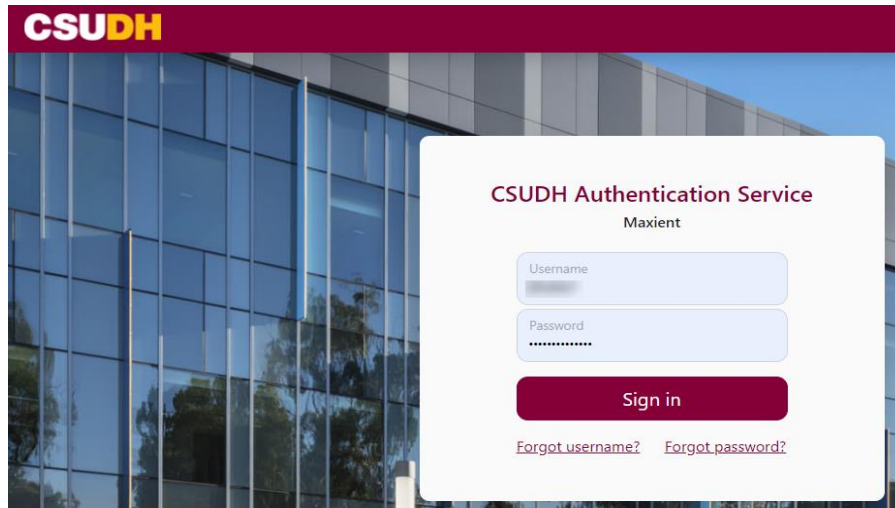 CSUDH
CSUDH Authentication Service
Maxient
Username
Password
••••••••••••••
Sign in
Forgot username? Forgot password?